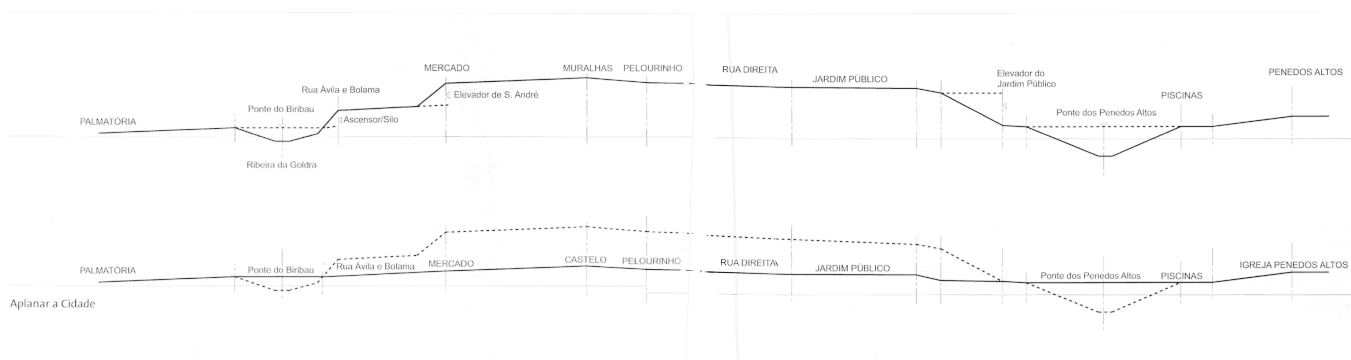 MERCADO
MURALHAS
PELOURINHO
RUA DIREITA
JARDIM PÚBLICO
Elevador do
Jardim Público
PENEDOS ALTOS
Rua Ávila e Bolama
Elevador de S. André
PISCINAS
Ponte do Biribau
Ponte dos Penedos Altos
PALMATÓRIA
Ascensor/Silo
Ribeira da Goldra
PALMATÓRIA
Ponte do Biribau
Rua Ávila e Bolama
MERCADO
CASTELO
PELOURINHO
RUA DIREITA
JARDIM PÚBLICO
Ponte dos Penedos Altos
PISCINAS
IGREJA PENEDOS ALTOS
Aplanar a Cidade